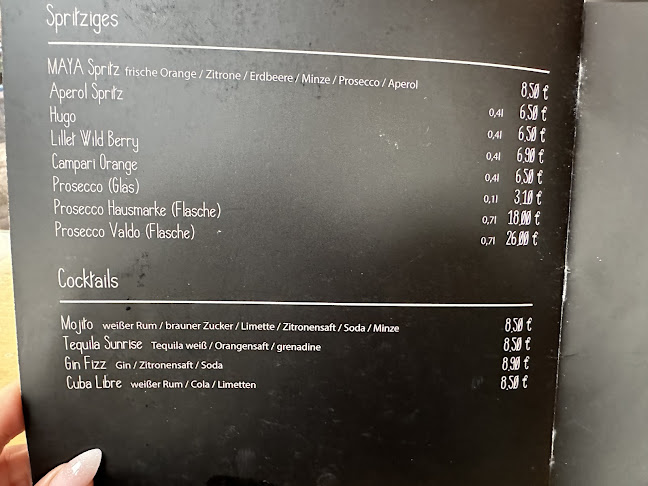 Spritziges
MAYA Spritz frische Orange / Zitrone / Erdbeere / Minze / Prosecco / Aperol 8,50 €
Aperol Spritz 0,4l 6,50 €
Hugo 0,4l 6,50 €
Lillet Wild Berry 0,4l 6,90 €
Campari Orange 0,4l 6,50 €
Prosecco (Glas) 0,1l 3,10 €
Prosecco Hausmarke (Flasche) 0,7l 18,00 €
Prosecco Valdo (Flasche) 0,7l 26,00 €
Cocktails
Mojito weißer Rum / brauner Zucker / Limette / Zitronensaft / Soda / Minze 8,50 €
Tequila Sunrise Tequila weiß / Orangensaft / grenadine 8,50 €
Gin Fizz Gin / Zitronensaft / Soda 8,90 €
Cuba Libre weißer Rum / Cola / Limetten 8,50 €